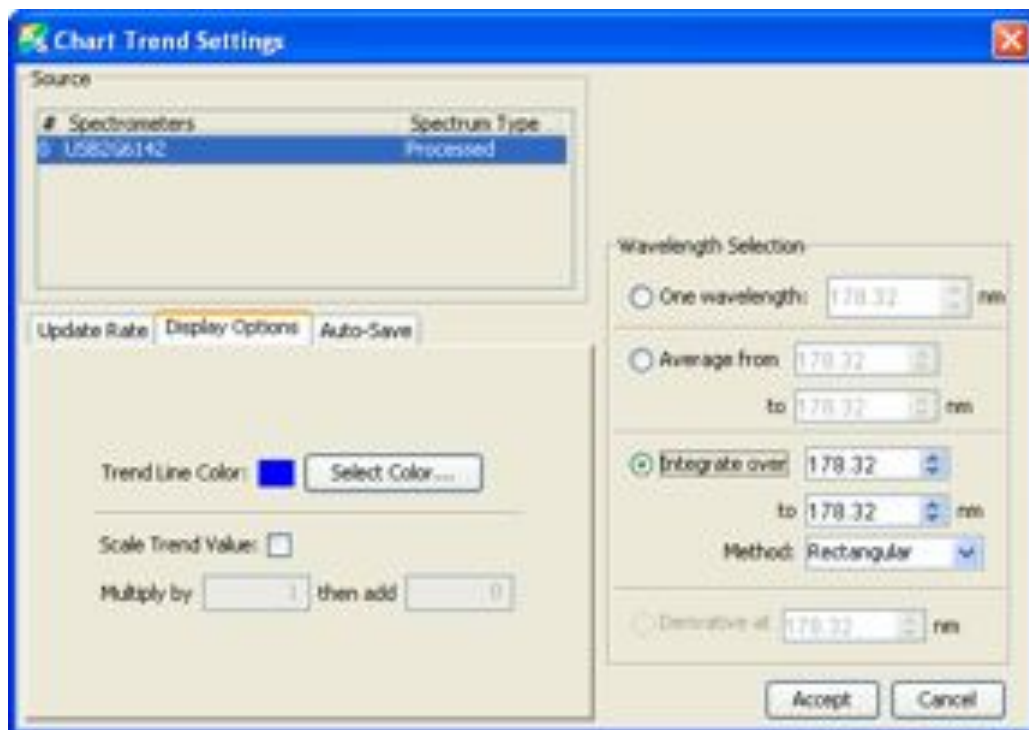 Chart Trend Settings
Source
# Spectrometers Spectrum Type
0 USB2G6142 Processed
Update Rate Display Options Auto-Save
Trend Line Color: Select Color...
Scale Trend Value:
Multiply by 1 then add 0
Wavelength Selection
One wavelength: 178.32 nm
Average from 178.32
to 178.32 nm
Integrate over 178.32
to 178.32 nm
Method: Rectangular
Derivative at 178.32 nm
Accept Cancel